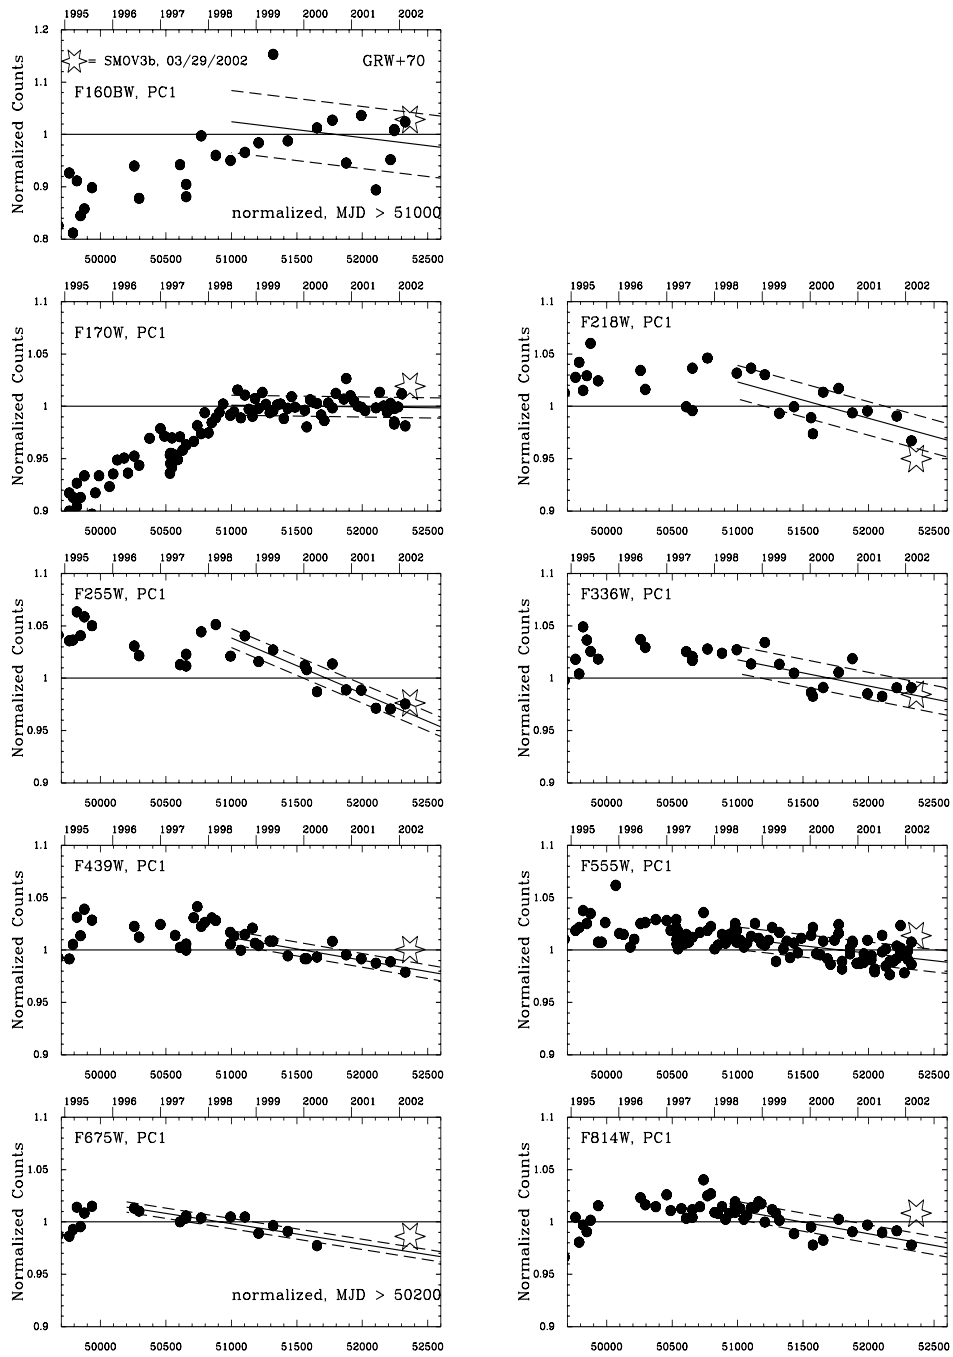 1995 1996 1997 1998 1999 2000 2001 2002
1.2
1.1
1
0.9
0.8
Normalized Counts
= SMOV3b, 03/29/2002
GRW+70
F160BW, PC1
normalized, MJD > 51000
50000 50500 51000 51500 52000 52500
1995 1996 1997 1998 1999 2000 2001 2002
1.1
1.05
1
0.95
0.9
Normalized Counts
F170W, PC1
50000 50500 51000 51500 52000 52500
1995 1996 1997 1998 1999 2000 2001 2002
1.1
1.05
1
0.95
0.9
Normalized Counts
F218W, PC1
50000 50500 51000 51500 52000 52500
1995 1996 1997 1998 1999 2000 2001 2002
1.1
1.05
1
0.95
0.9
Normalized Counts
F255W, PC1
50000 50500 51000 51500 52000 52500
1995 1996 1997 1998 1999 2000 2001 2002
1.1
1.05
1
0.95
0.9
Normalized Counts
F336W, PC1
50000 50500 51000 51500 52000 52500
1995 1996 1997 1998 1999 2000 2001 2002
1.1
1.05
1
0.95
0.9
Normalized Counts
F439W, PC1
50000 50500 51000 51500 52000 52500
1995 1996 1997 1998 1999 2000 2001 2002
1.1
1.05
1
0.95
0.9
Normalized Counts
F555W, PC1
50000 50500 51000 51500 52000 52500
1995 1996 1997 1998 1999 2000 2001 2002
1.1
1.05
1
0.95
0.9
Normalized Counts
F675W, PC1
normalized, MJD > 50200
50000 50500 51000 51500 52000 52500
1995 1996 1997 1998 1999 2000 2001 2002
1.1
1.05
1
0.95
0.9
Normalized Counts
F814W, PC1
50000 50500 51000 51500 52000 52500